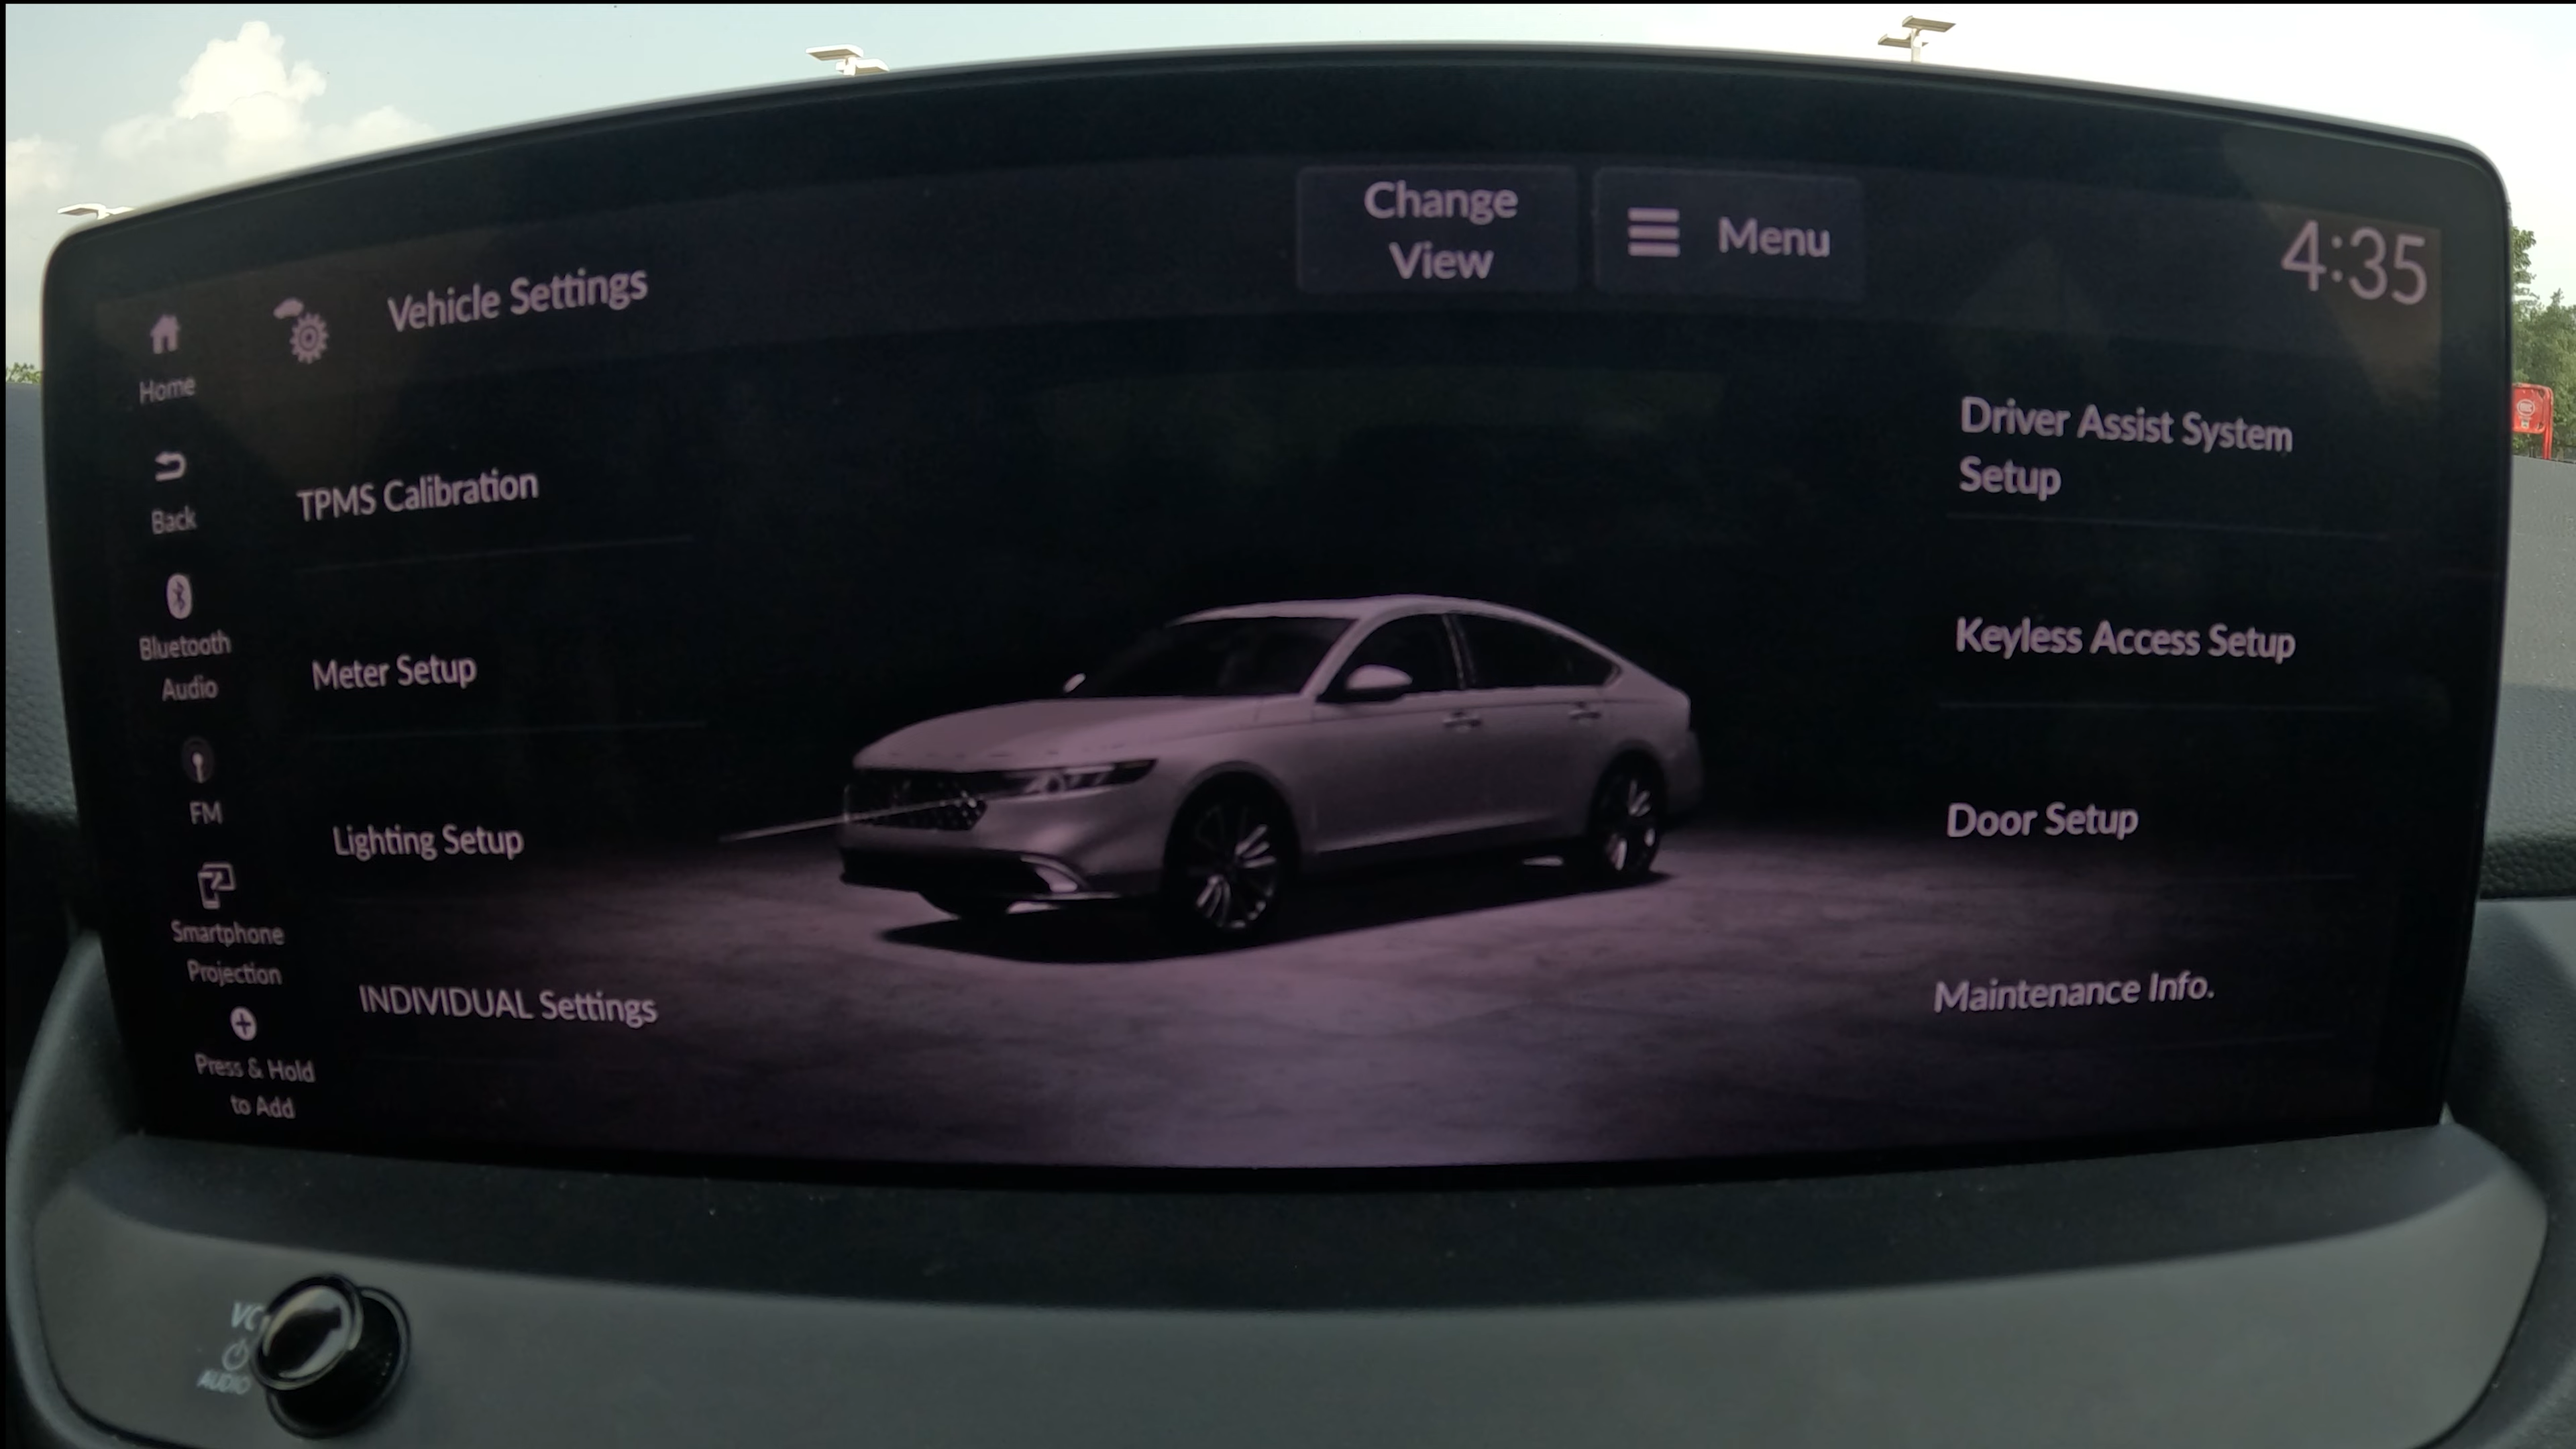 Change
View
Menu
4:35
Vehicle Settings
Home
Back
Bluetooth
Audio
FM
Smartphone
Projection
Press & Hold
to Add
TPMS Calibration
Meter Setup
Lighting Setup
INDIVIDUAL Settings
Driver Assist System
Setup
Keyless Access Setup
Door Setup
Maintenance Info.
AUDIO